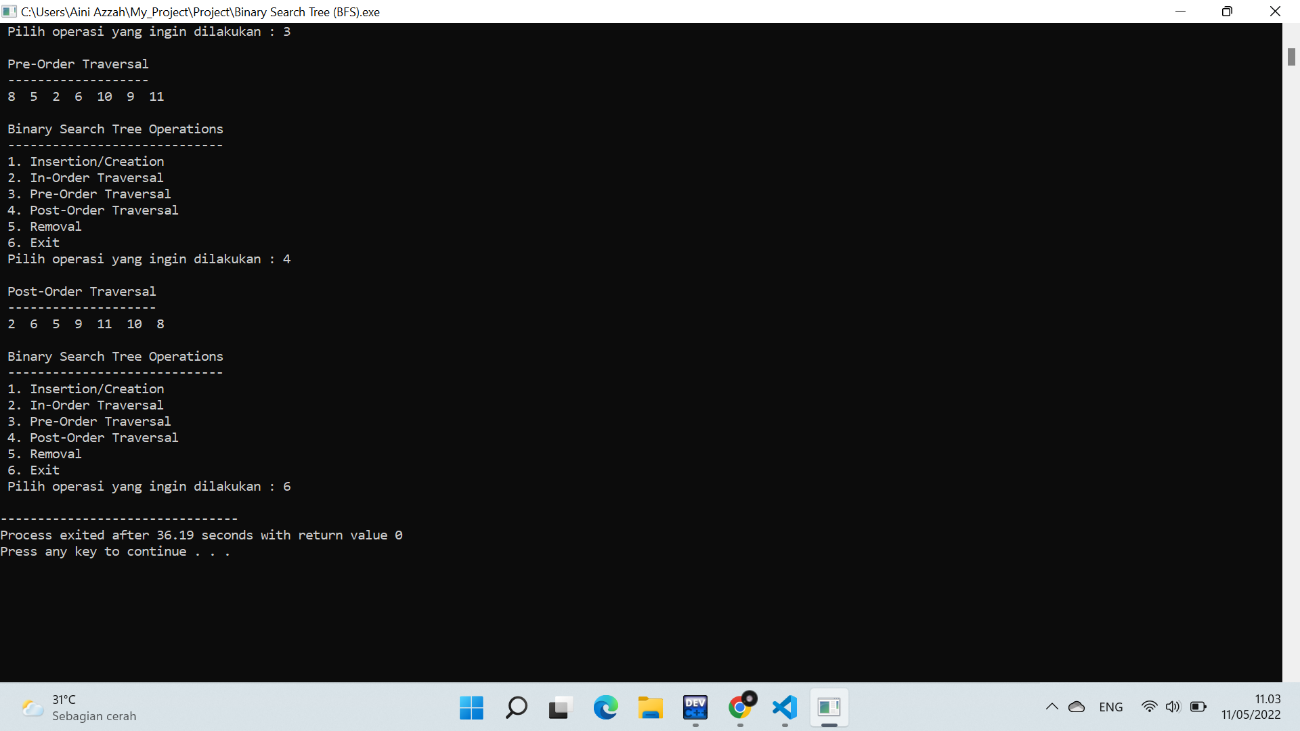 C:\Users\Aini Azzah\My_Project\Project\Binary Search Tree (BFS).exe
Pilih operasi yang ingin dilakukan : 3
Pre-Order Traversal
-------------------
8  5  2  6  10  9  11
Binary Search Tree Operations
-----------------------------
1. Insertion/Creation
2. In-Order Traversal
3. Pre-Order Traversal
4. Post-Order Traversal
5. Removal
6. Exit
Pilih operasi yang ingin dilakukan : 4
Post-Order Traversal
--------------------
2  6  5  9  11  10  8
Binary Search Tree Operations
-----------------------------
1. Insertion/Creation
2. In-Order Traversal
3. Pre-Order Traversal
4. Post-Order Traversal
5. Removal
6. Exit
Pilih operasi yang ingin dilakukan : 6
--------------------------------
Process exited after 36.19 seconds with return value 0
Press any key to continue . . .
31°C
Sebagian cerah
DEV
ENG
11.03
11/05/2022